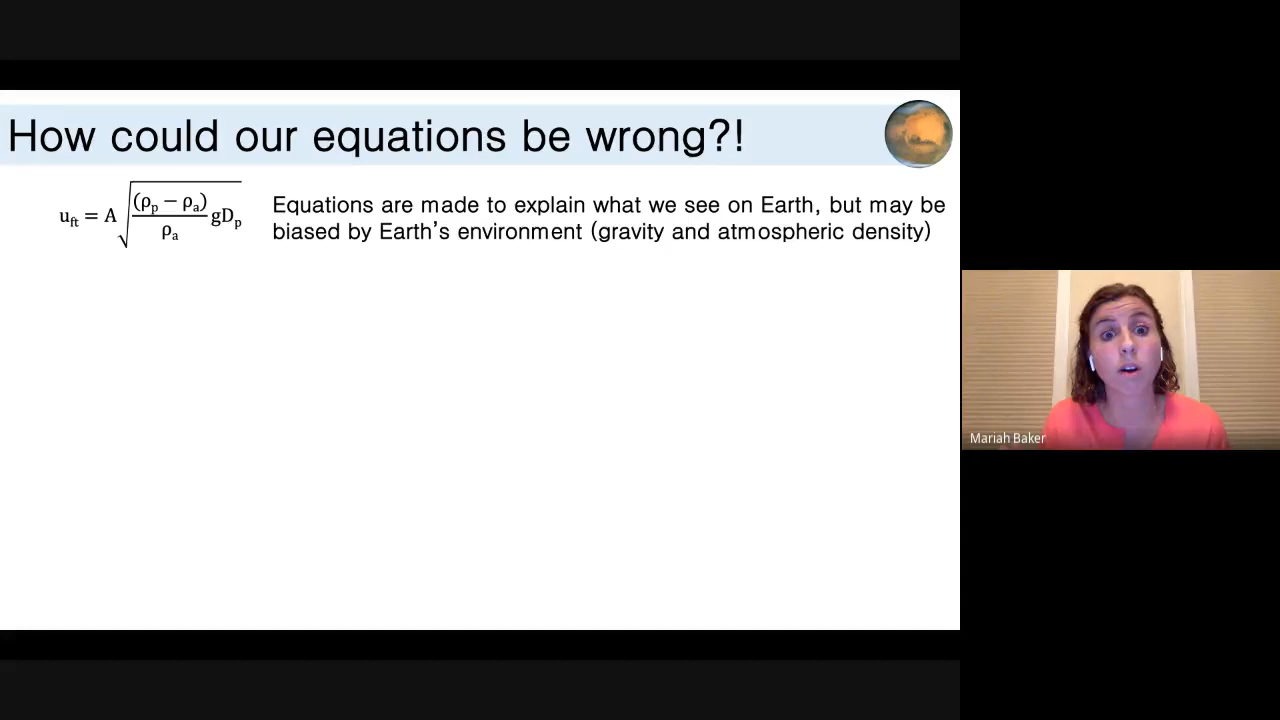 How could our equations be wrong?!
u_ft = A √((ρ_p − ρ_a)/ρ_a gD_p)
Equations are made to explain what we see on Earth, but may be
biased by Earth's environment (gravity and atmospheric density)
Mariah Baker